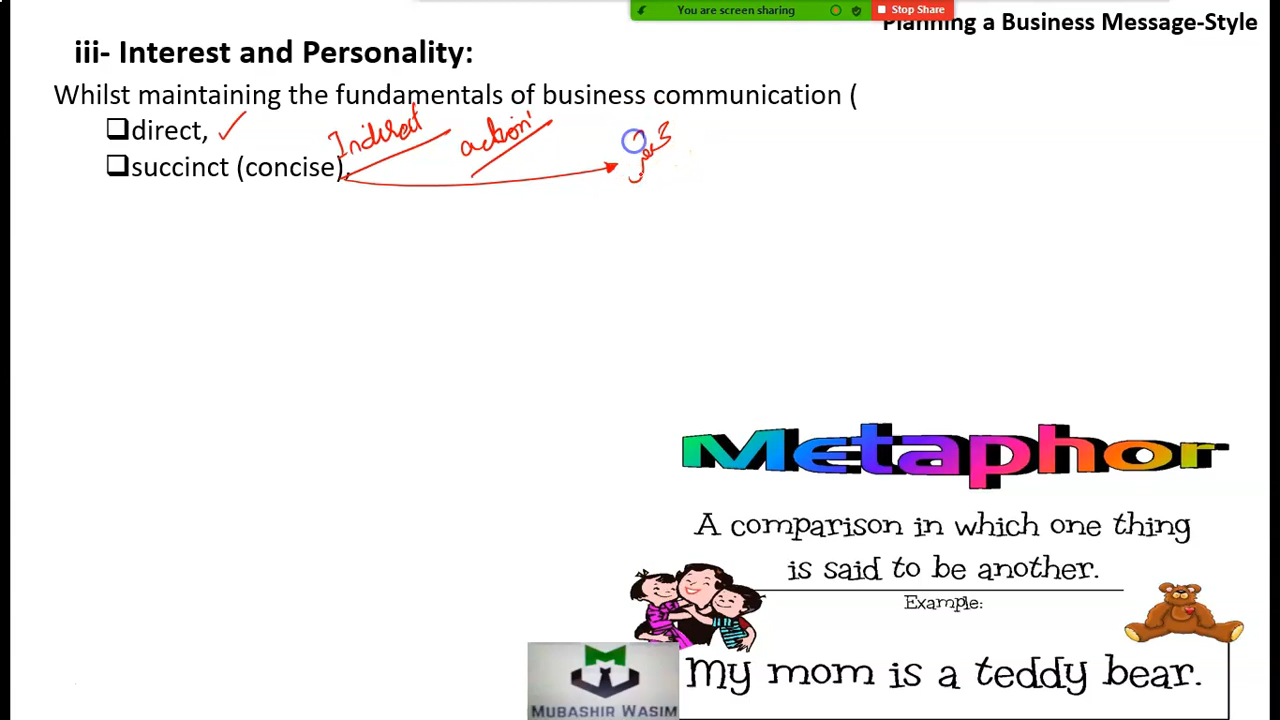 You are screen sharing
Stop Share
Planning a Business Message-Style
iii- Interest and Personality:
Whilst maintaining the fundamentals of business communication (
❑direct, ✓
Indirect action
❑succinct (concise),
Metaphor
A comparison in which one thing
is said to be another.
Example:
My mom is a teddy bear.
MUBASHIR WASIM